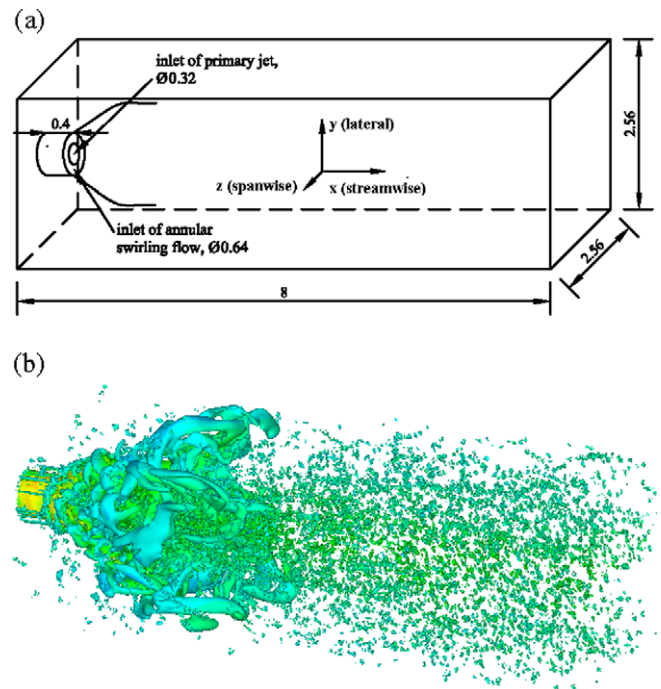 (a)
inlet of primary jet,
Ø0.32
0.4
y (lateral)
z (spanwise)
x (streamwise)
inlet of annular
swirling flow, Ø0.64
2.56
2.56
8
(b)